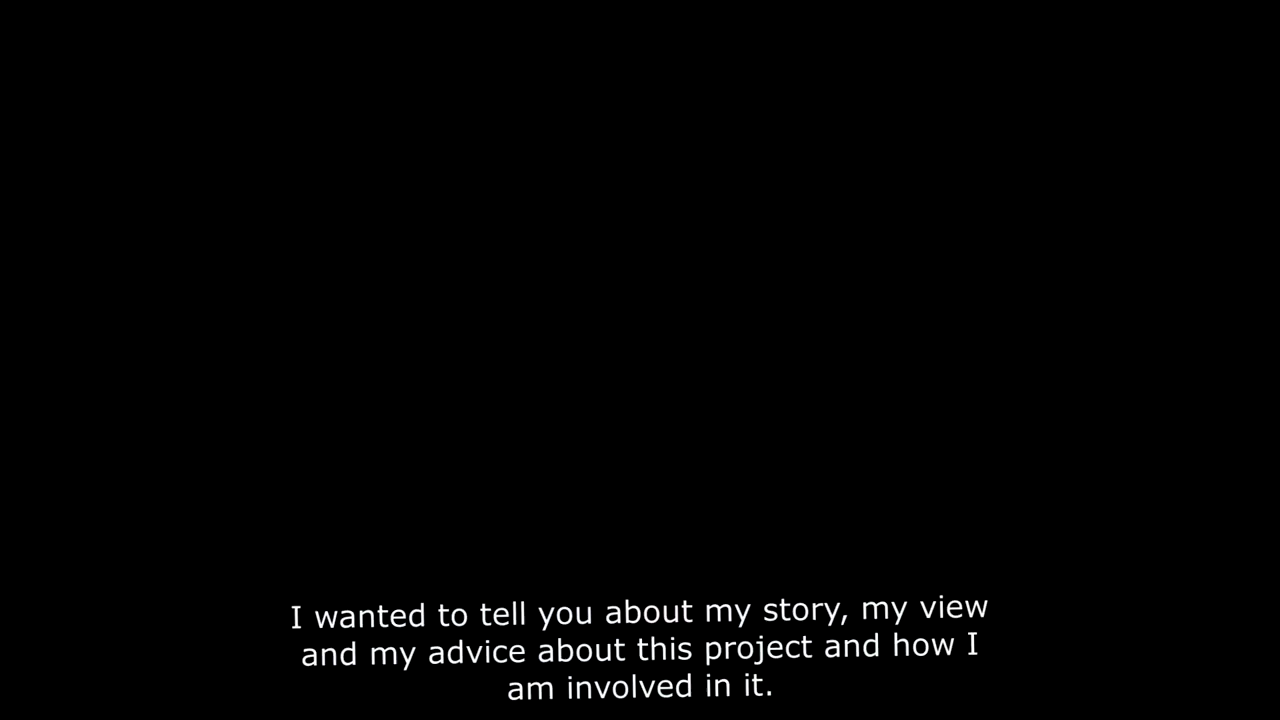 I wanted to tell you about my story, my view
and my advice about this project and how I
am involved in it.